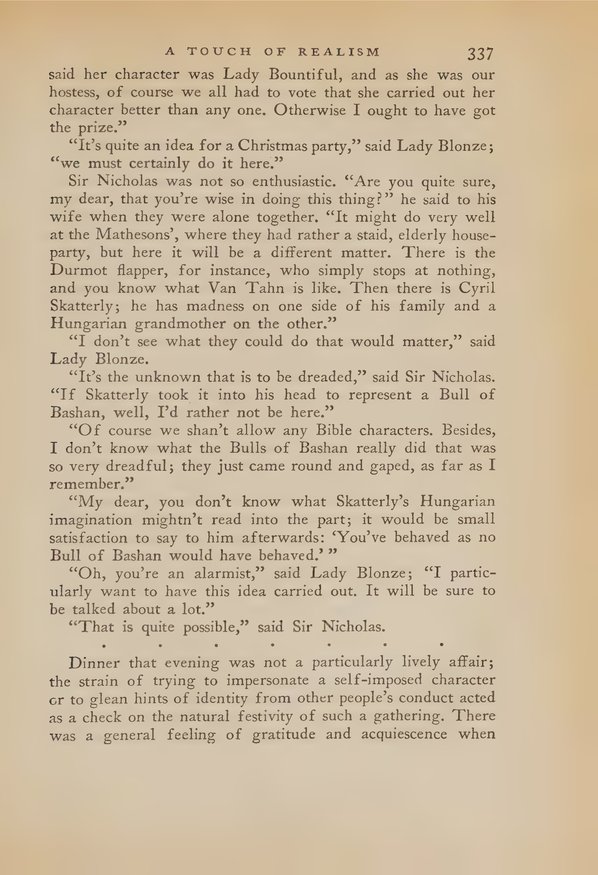 A TOUCH OF REALISM 337
said her character was Lady Bountiful, and as she was our
hostess, of course we all had to vote that she carried out her
character better than any one. Otherwise I ought to have got
the prize.”
“It’s quite an idea for a Christmas party,” said Lady Blonze;
“we must certainly do it here.”
Sir Nicholas was not so enthusiastic. “Are you quite sure,
my dear, that you’re wise in doing this thing?” he said to his
wife when they were alone together. “It might do very well
at the Mathesons’, where they had rather a staid, elderly house-
party, but here it will be a different matter. There is the
Durmot flapper, for instance, who simply stops at nothing,
and you know what Van Tahn is like. Then there is Cyril
Skatterly; he has madness on one side of his family and a
Hungarian grandmother on the other.”
“I don’t see what they could do that would matter,” said
Lady Blonze.
“It’s the unknown that is to be dreaded,” said Sir Nicholas.
“If Skatterly took it into his head to represent a Bull of
Bashan, well, I’d rather not be here.”
“Of course we shan’t allow any Bible characters. Besides,
I don’t know what the Bulls of Bashan really did that was
so very dreadful; they just came round and gaped, as far as I
remember.”
“My dear, you don’t know what Skatterly’s Hungarian
imagination mightn’t read into the part; it would be small
satisfaction to say to him afterwards: ‘You’ve behaved as no
Bull of Bashan would have behaved.’ ”
“Oh, you’re an alarmist,” said Lady Blonze; “I partic-
ularly want to have this idea carried out. It will be sure to
be talked about a lot.”
“That is quite possible,” said Sir Nicholas.
. . . . . . .
Dinner that evening was not a particularly lively affair;
the strain of trying to impersonate a self-imposed character
or to glean hints of identity from other people’s conduct acted
as a check on the natural festivity of such a gathering. There
was a general feeling of gratitude and acquiescence when